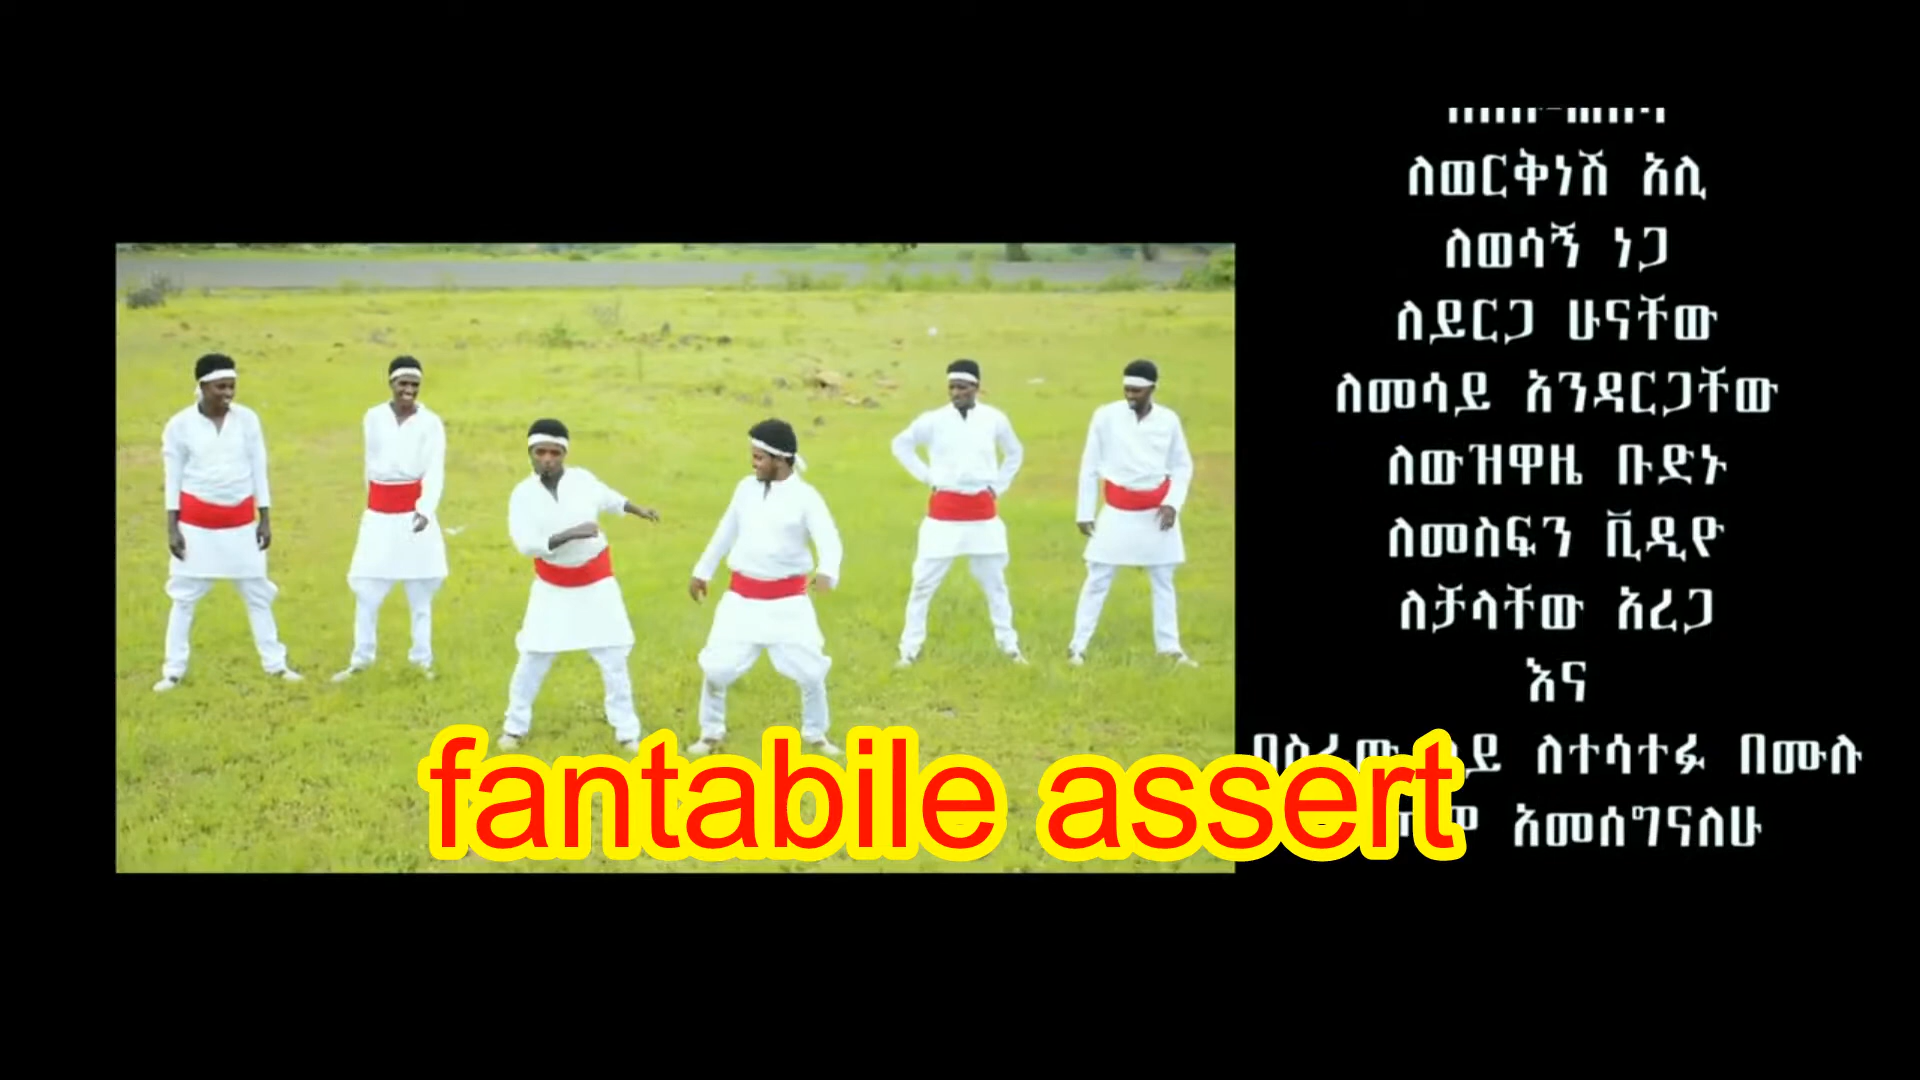 ለወርቅነሽ አሊ
ለወሳኝ ነጋ
ለይርጋ ሁናቸው
ለመሳይ አንዳርጋቸው
ለውዝዋዜ ቡድኑ
ለመስፍን ቪዲዮ
ለቻላቸው አረጋ
እና
ለተሳተፉ በሙሉ
አመሰግናለሁ
fantabile assert